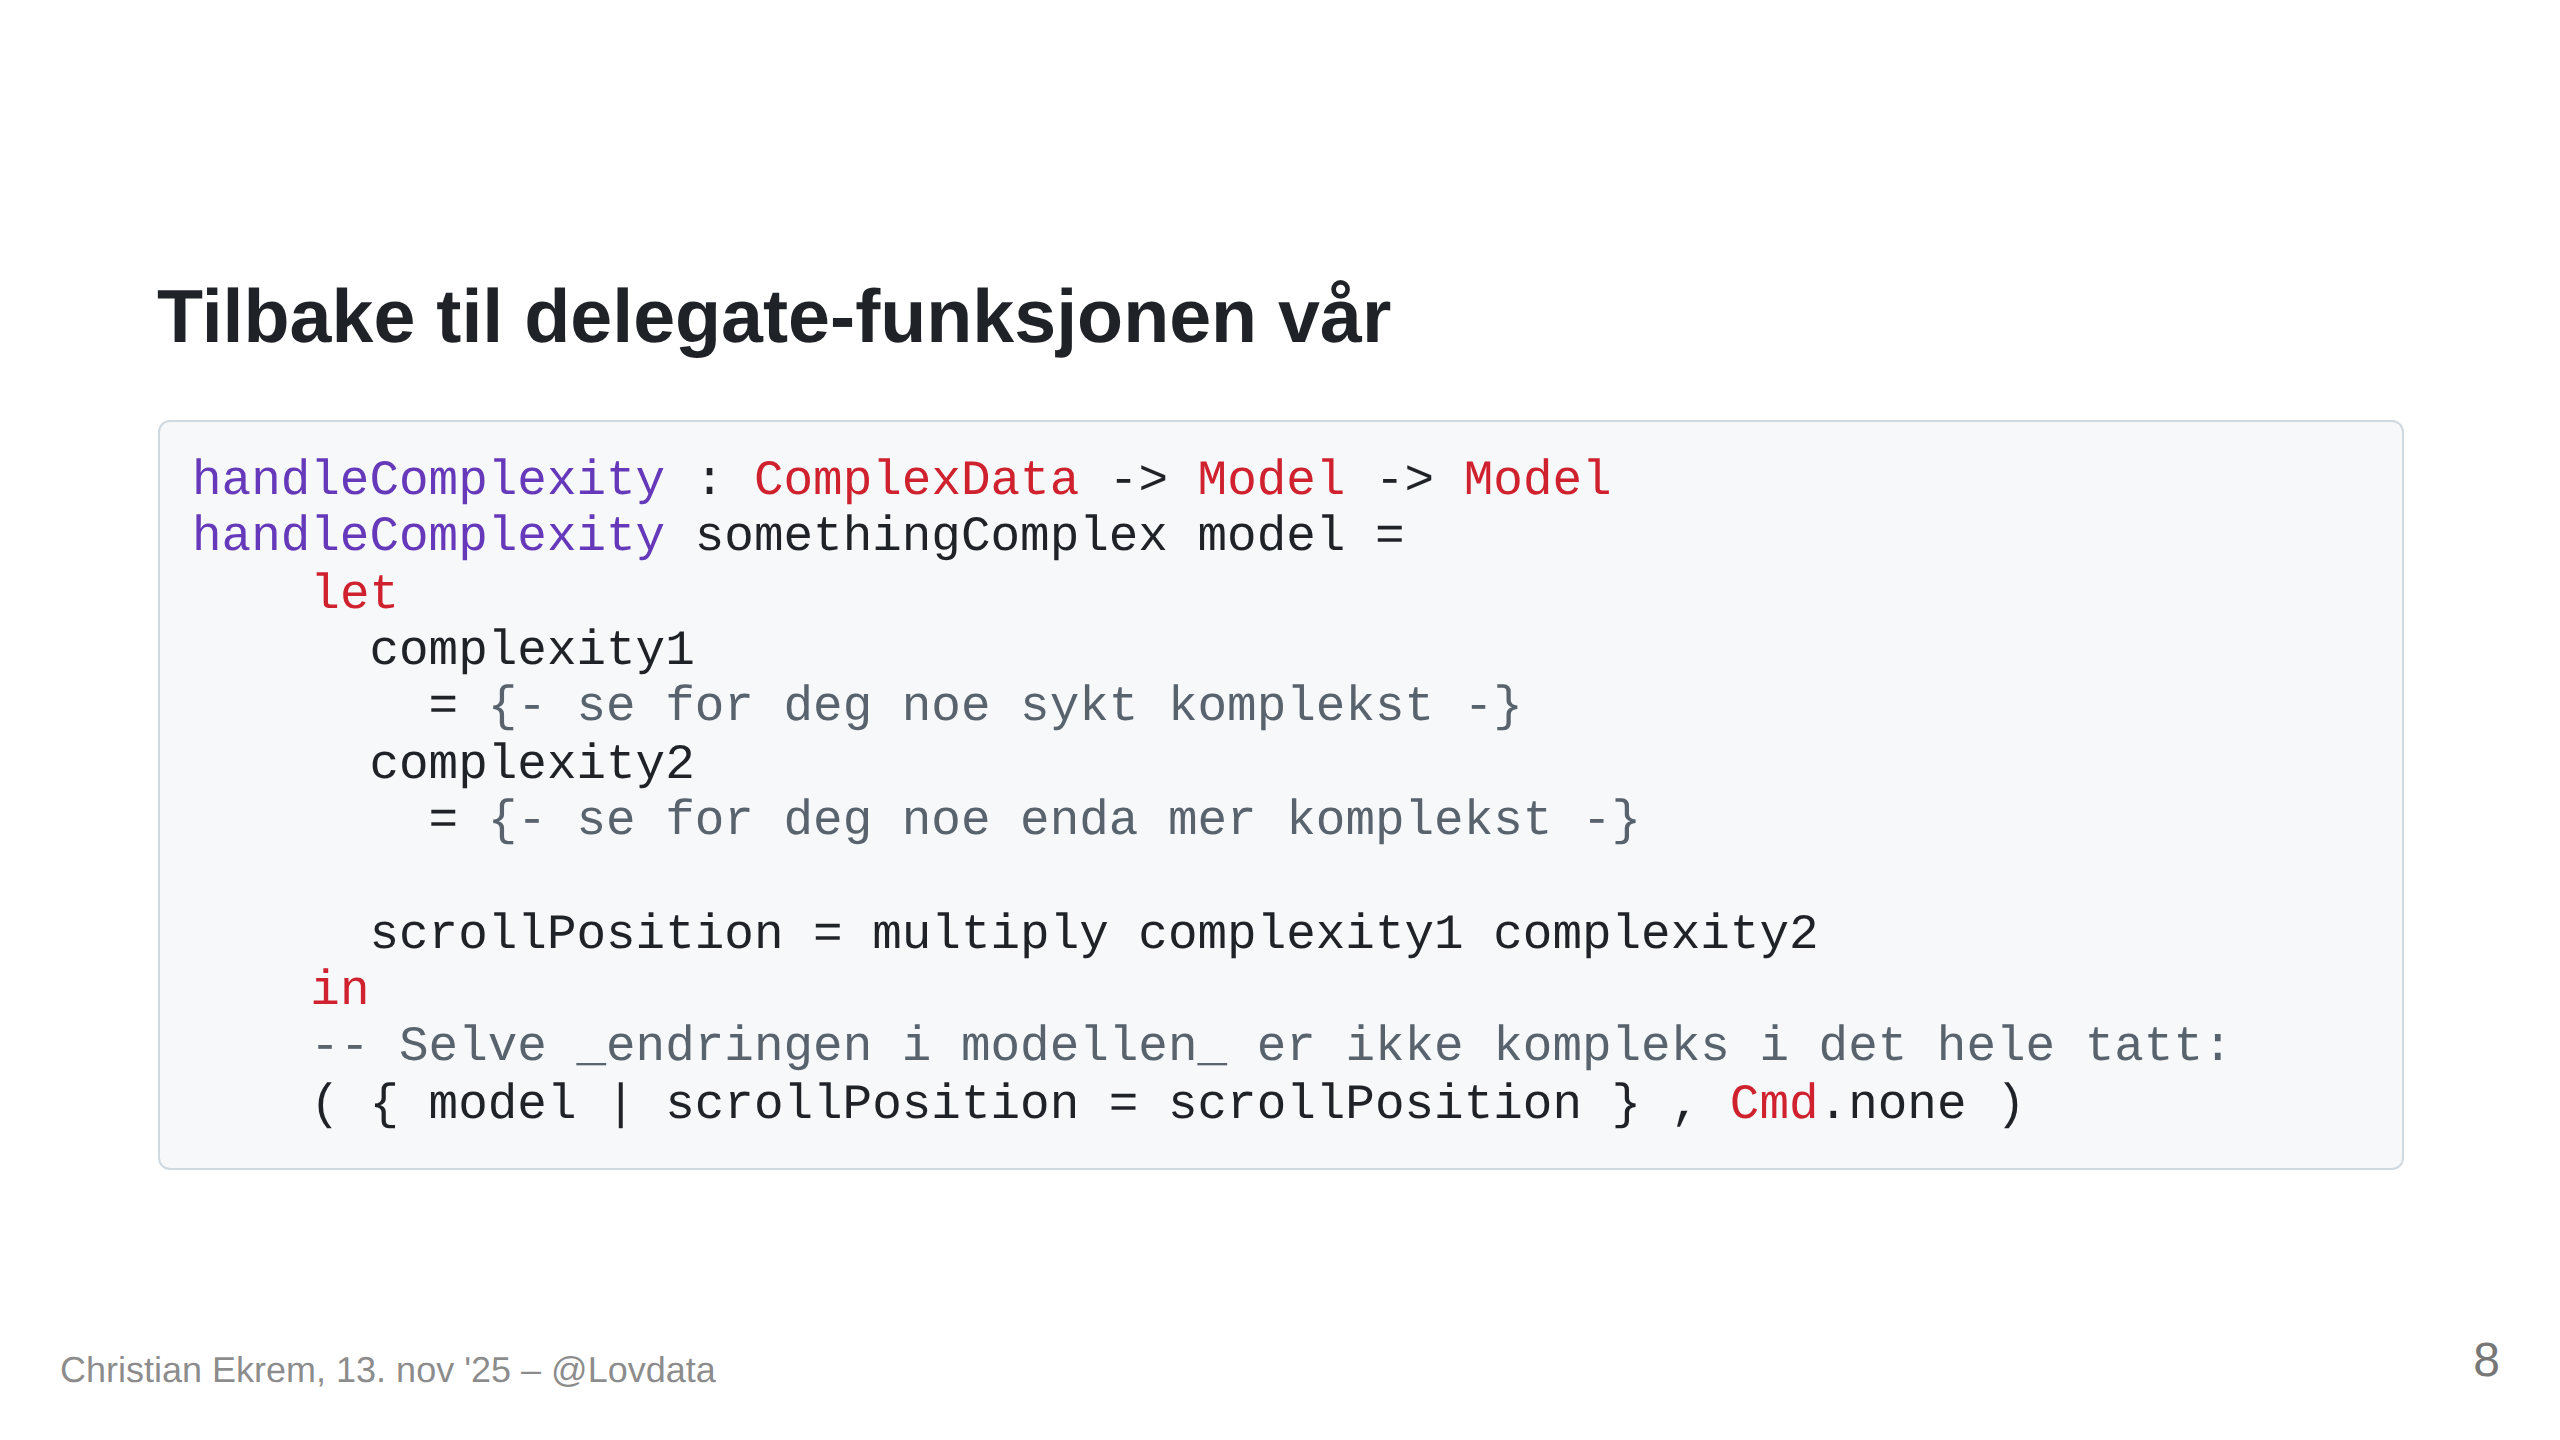 Tilbake til delegate-funksjonen vår
handleComplexity : ComplexData -> Model -> Model
handleComplexity somethingComplex model =
    let
      complexity1
        = {- se for deg noe sykt komplekst -}
      complexity2
        = {- se for deg noe enda mer komplekst -}

      scrollPosition = multiply complexity1 complexity2
    in
    -- Selve _endringen i modellen_ er ikke kompleks i det hele tatt:
    ( { model | scrollPosition = scrollPosition } , Cmd.none )
Christian Ekrem, 13. nov '25 – @Lovdata
8